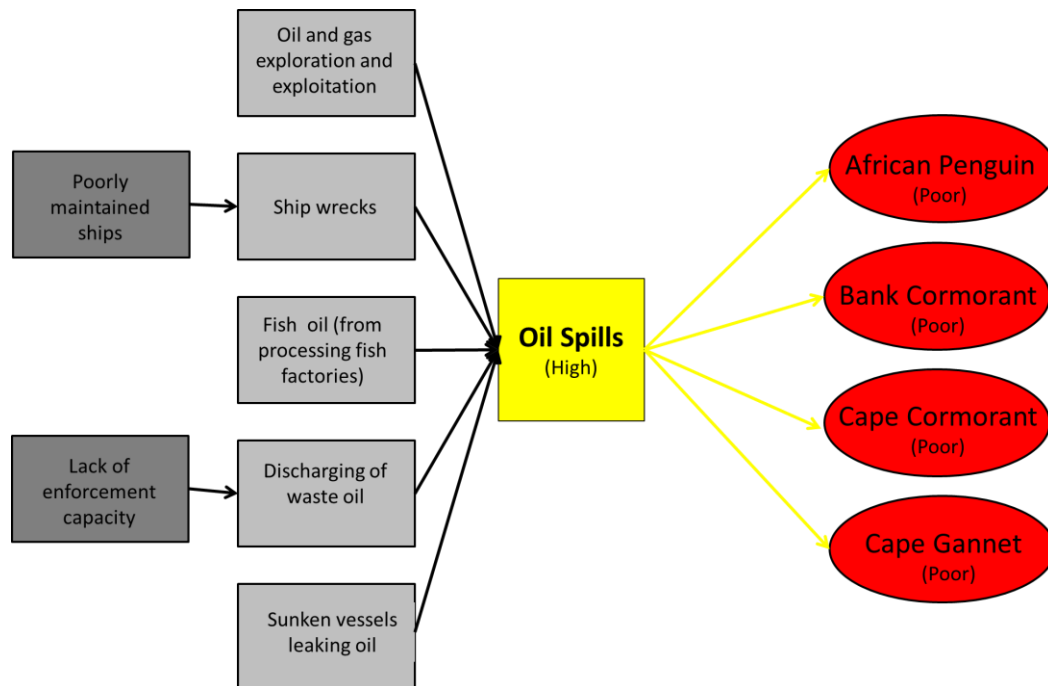 Oil and gas
exploration and
exploitation
Poorly
maintained
ships
Ship wrecks
Fish oil (from
processing fish
factories)
Lack of
enforcement
capacity
Discharging of
waste oil
Sunken vessels
leaking oil
Oil Spills
(High)
African Penguin
(Poor)
Bank Cormorant
(Poor)
Cape Cormorant
(Poor)
Cape Gannet
(Poor)